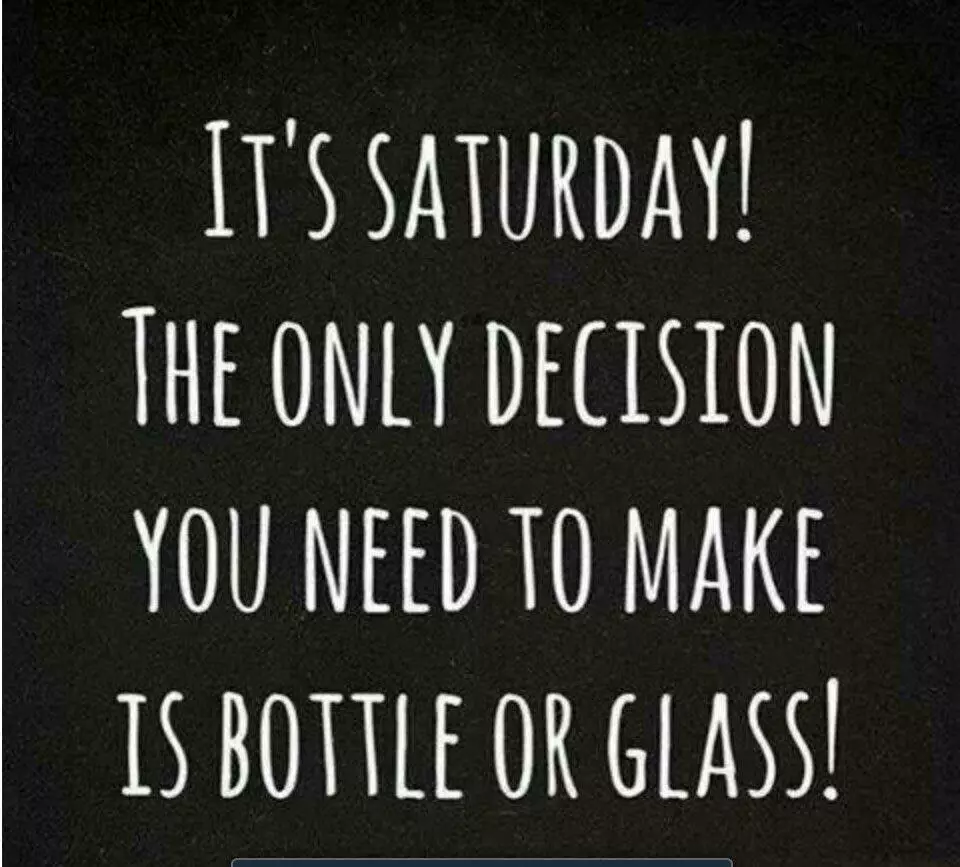 It's saturday!
The only decision
you need to make
is bottle or glass!